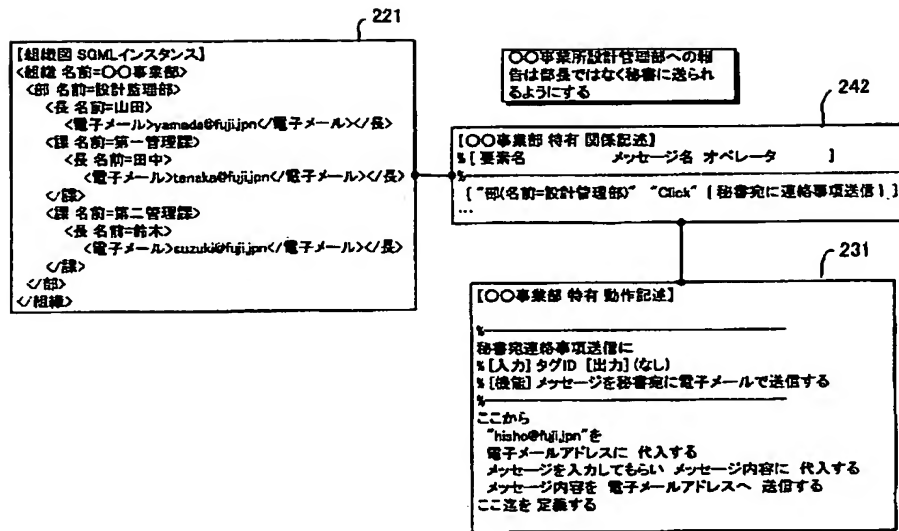 221
【組織図 SGMLインスタンス】
<組織 名前=〇〇事業部>
<部 名前=設計監理部>
<長 名前=山田>
<電子メール>yamada@fuji.jpn</電子メール></長>
<課 名前=第一管理課>
<長 名前=田中>
<電子メール>tanaka@fuji.jpn</電子メール></長>
</課>
<課 名前=第二管理課>
<長 名前=鈴木>
<電子メール>suzuki@fuji.jpn</電子メール></長>
</課>
</部>
</組織>
〇〇事業所設計管理部への報
告は部長ではなく秘書に送られ
るようにする
242
【〇〇事業部 特有 関係記述】
%[ 要素名 メッセージ名 オペレータ ]
%
{"部(名前=設計管理部)" "Click" {秘書宛に連絡事項送信} }
...
231
【〇〇事業部 特有 動作記述】
%
秘書宛連絡事項送信に
%[入力] タグID [出力] (なし)
%[機能] メッセージを秘書宛に電子メールで送信する
%
ここから
"hisho@fuji.jpn"を
電子メールアドレスに 代入する
メッセージを入力してもらい メッセージ内容に 代入する
メッセージ内容を 電子メールアドレスへ 送信する
ここ迄を 定義する